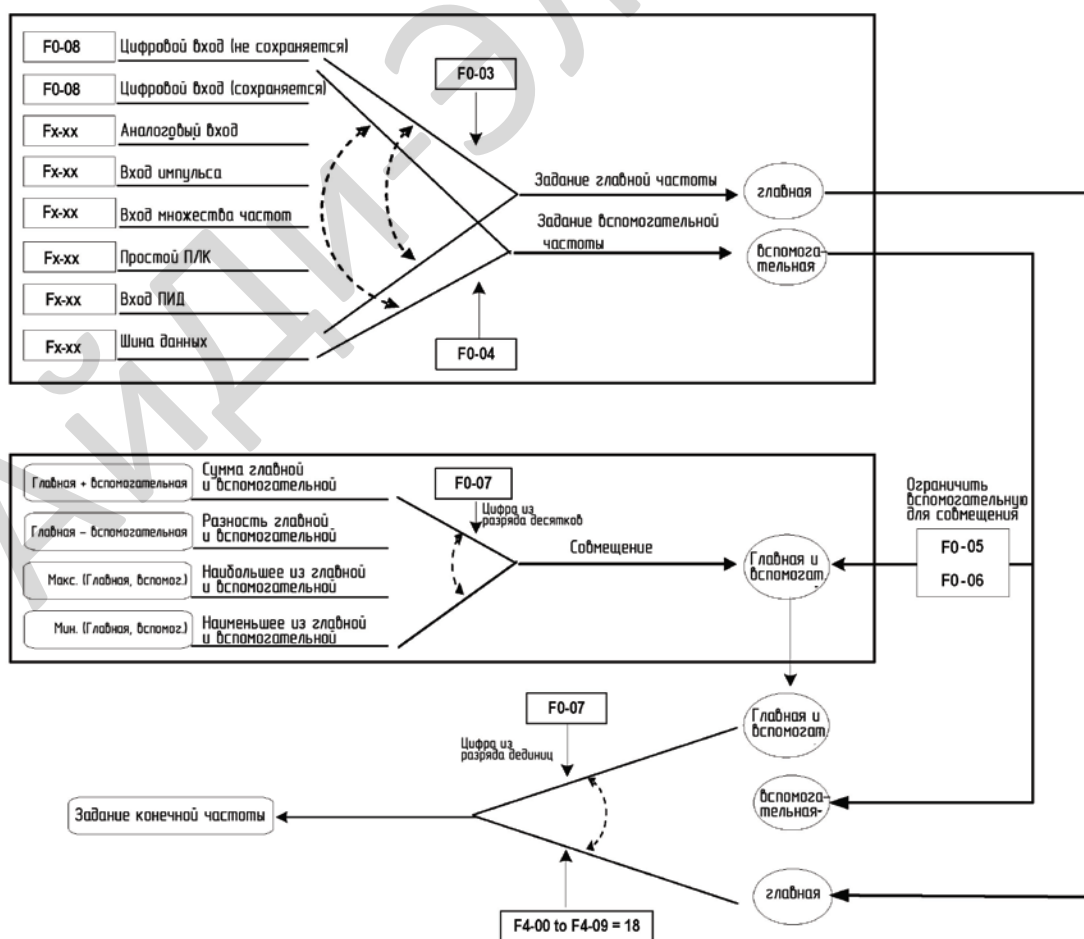 F0-08 Цифровой вход (не сохраняется)
F0-08 Цифровой вход (сохраняется)
Fx-xx Аналоговый вход
Fx-xx Вход импульса
Fx-xx Вход множества частот
Fx-xx Простой ПЛК
Fx-xx Вход ПИД
Fx-xx Шина данных
F0-03
F0-04
Задание главной частоты
Задание вспомогательной
частоты
главная
вспомога-
тельная
Главная + вспомогательная
Сумма главной
и вспомогательной
Главная – вспомогательная
Разность главной
и вспомогательной
Макс. (Главная, вспомог.)
Наибольшее из главной
и вспомогательной
Мин. (Главная, вспомог.)
Наименьшее из главной
и вспомогательной
F0-07
Цифра из
разряда десятков
Совмещение
Главная и
вспомогат.
Ограничить
вспомогательную
для совмещения
F0-05
F0-06
F0-07
Цифра из
разряда дединиц
Главная и
вспомогат
вспомога-
тельная-
главная
Задание конечной частоты
F4-00 to F4-09 = 18